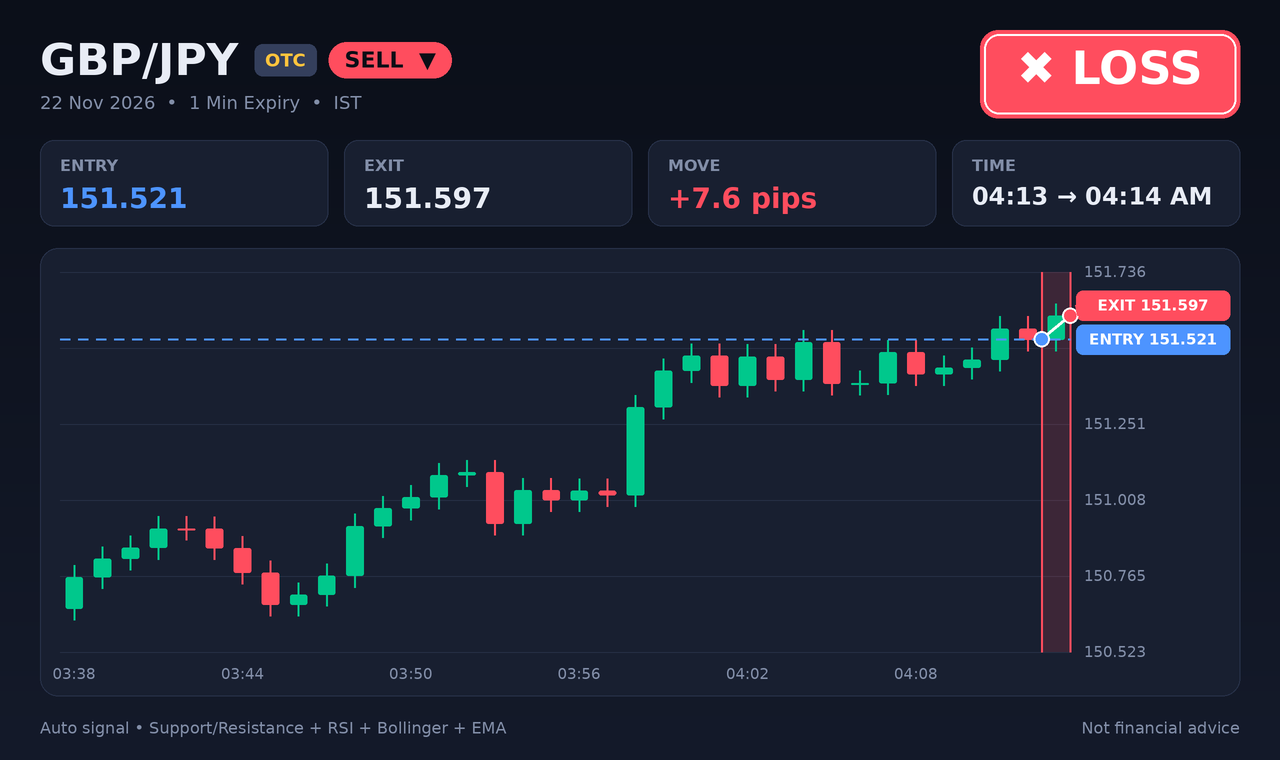 GBP/JPY OTC SELL ▼
✖ LOSS
22 Nov 2026 • 1 Min Expiry • IST
ENTRY
151.521
EXIT
151.597
MOVE
+7.6 pips
TIME
04:13 → 04:14 AM
151.736
EXIT 151.597
ENTRY 151.521
151.251
151.008
150.765
150.523
03:38 03:44 03:50 03:56 04:02 04:08
Auto signal • Support/Resistance + RSI + Bollinger + EMA
Not financial advice